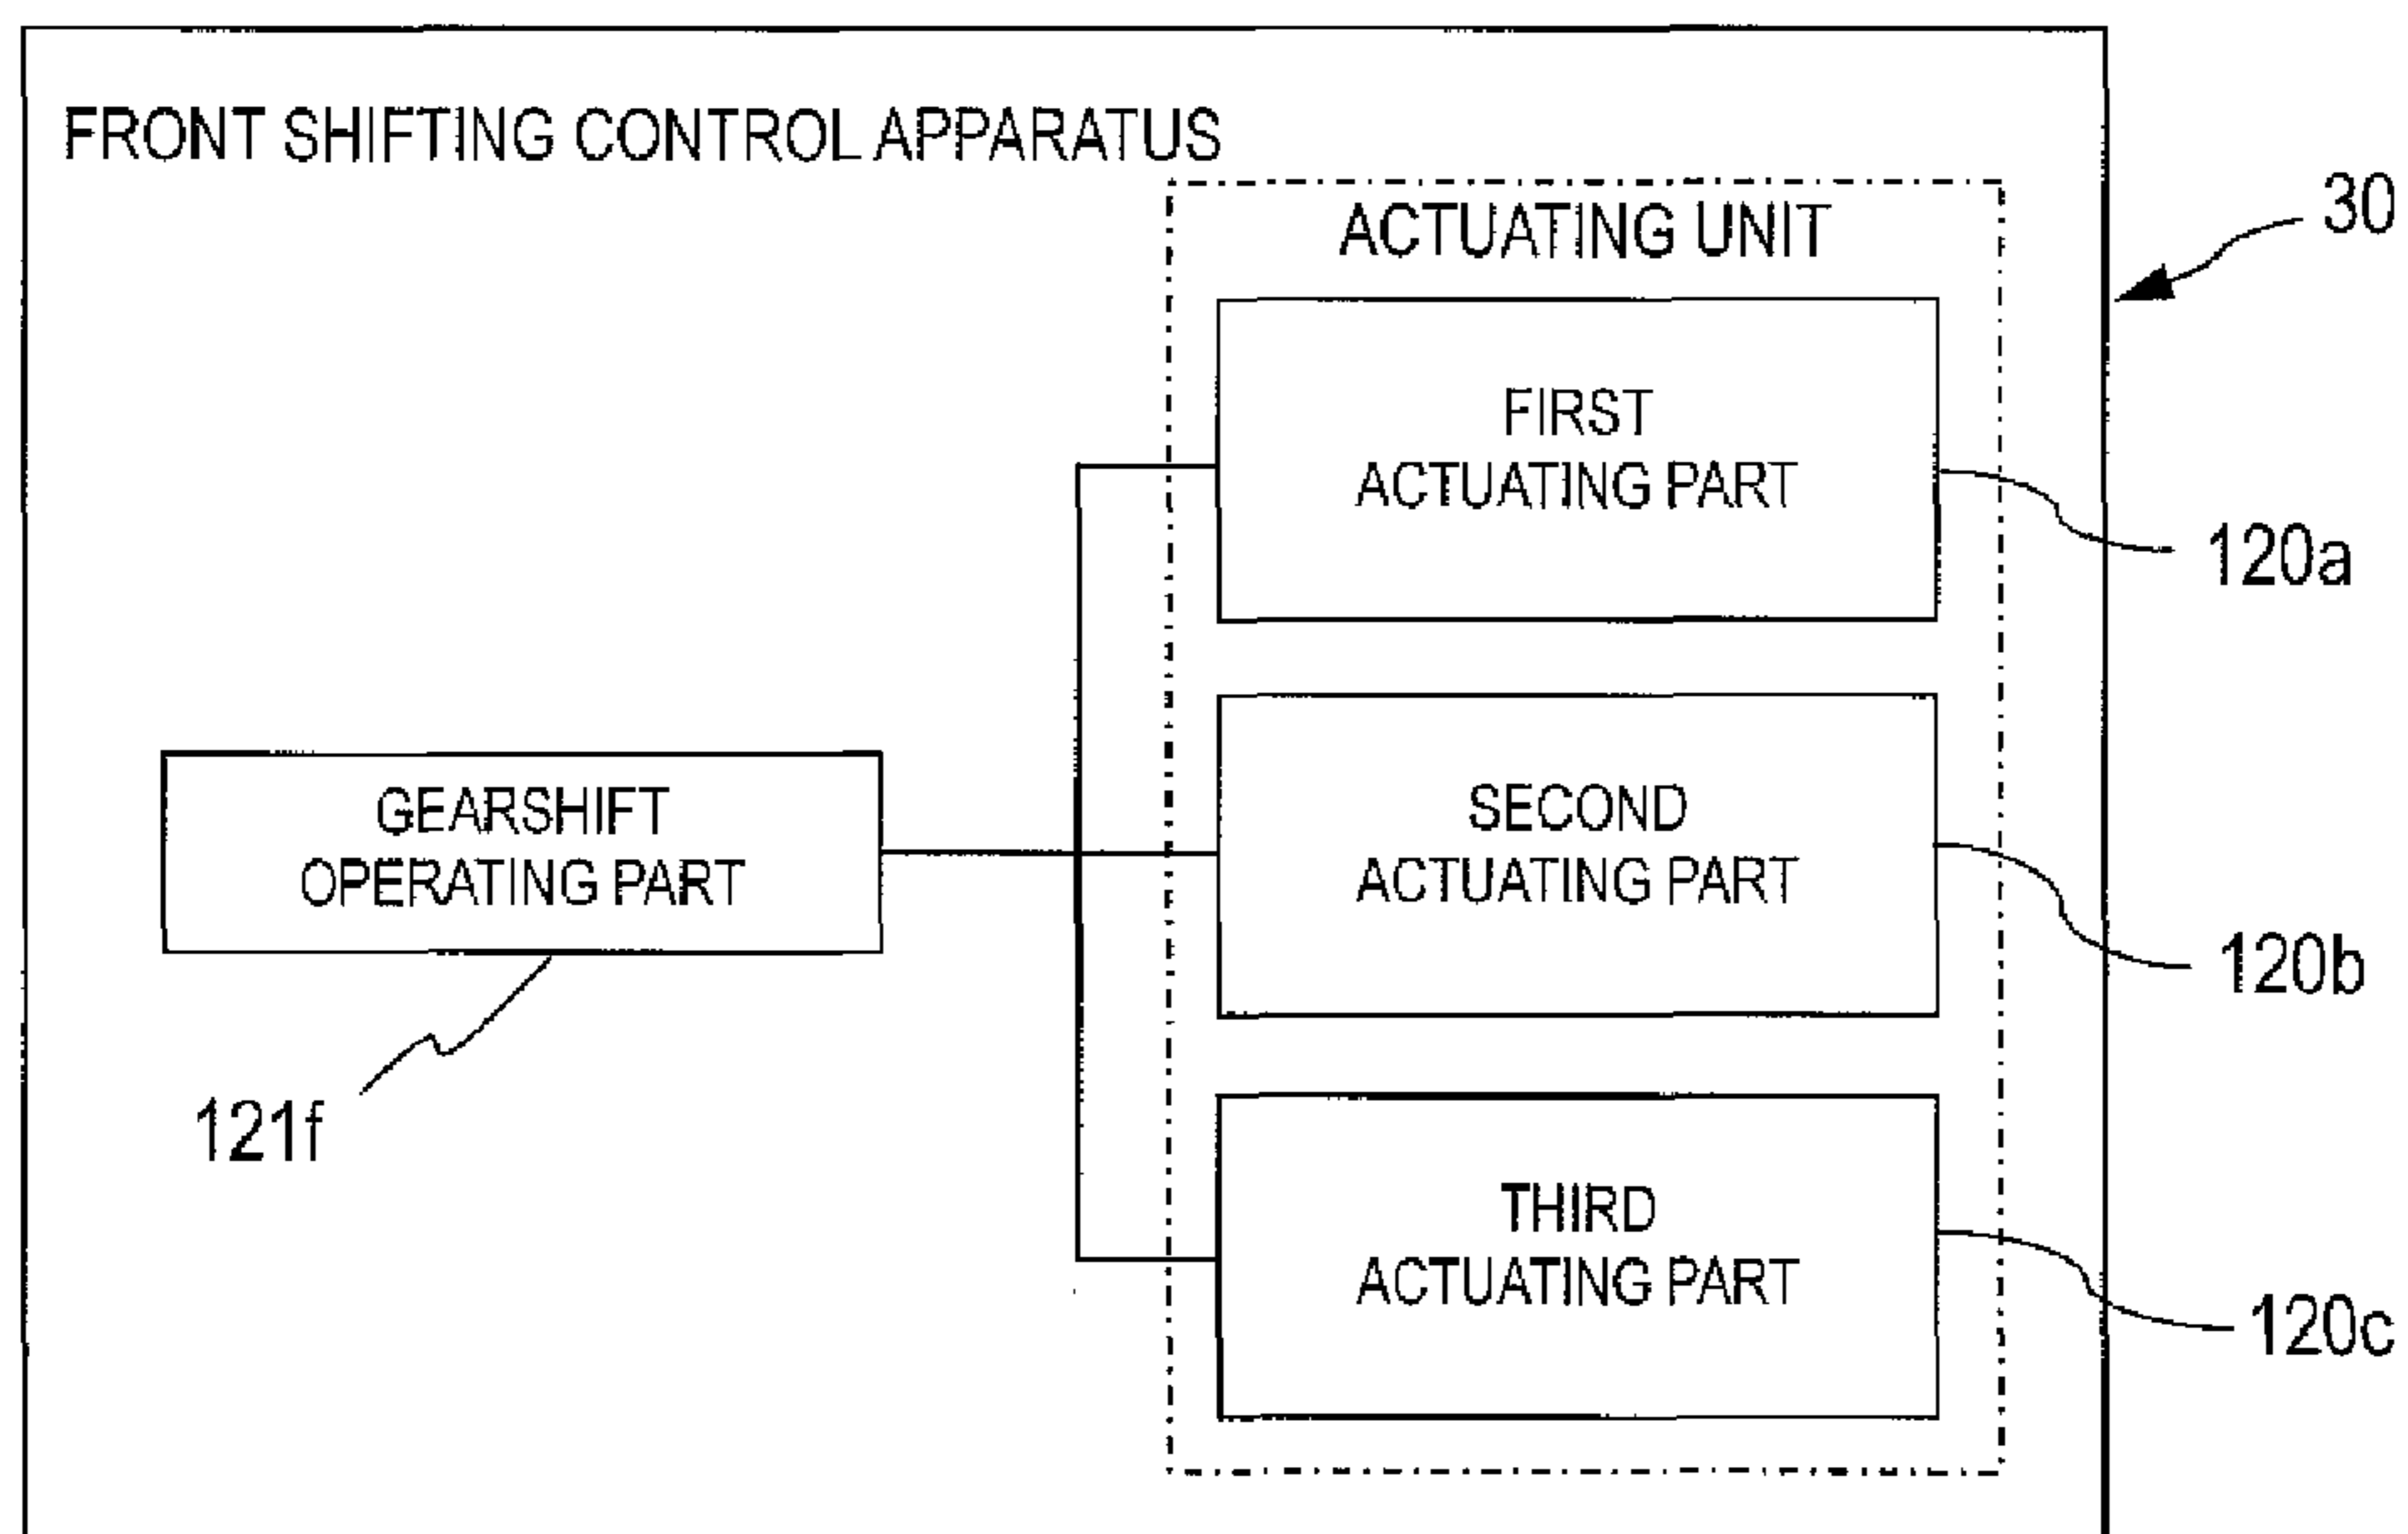 FRONT SHIFTING CONTROL APPARATUS
ACTUATING UNIT
30
FIRST
ACTUATING PART
120a
GEARSHIFT
OPERATING PART
121f
SECOND
ACTUATING PART
120b
THIRD
ACTUATING PART
120c